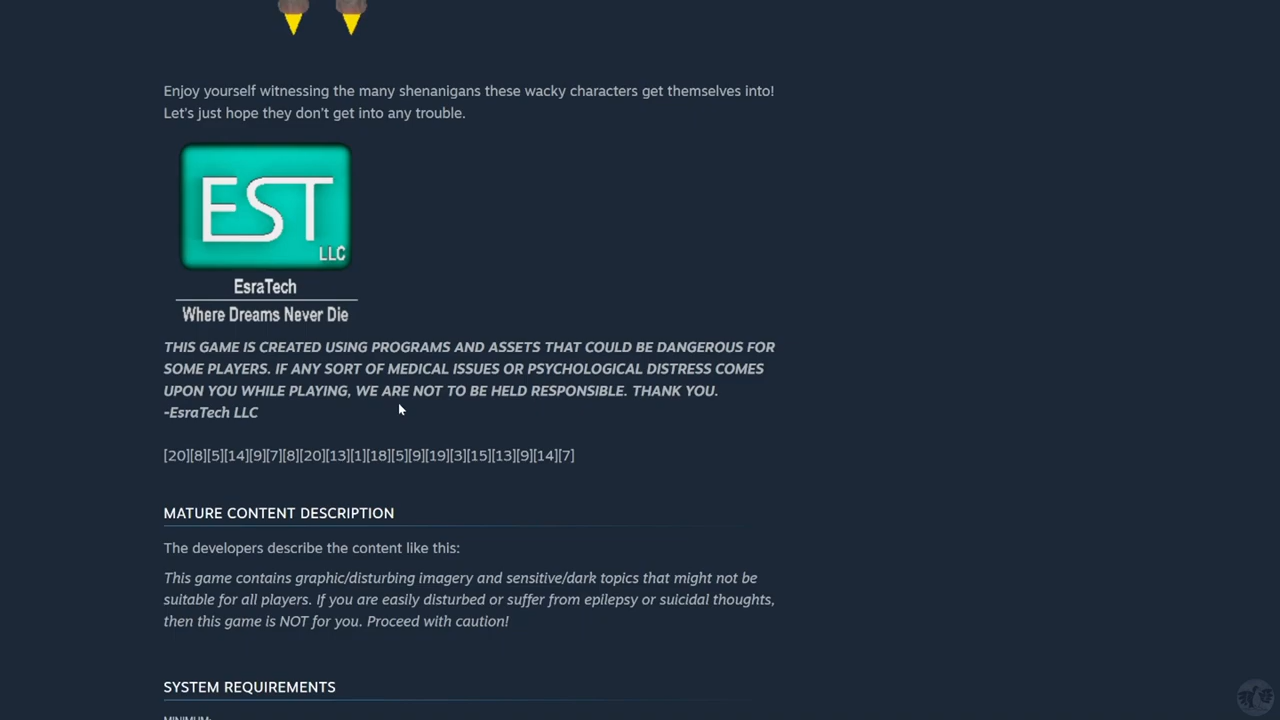 Enjoy yourself witnessing the many shenanigans these wacky characters get themselves into!
Let's just hope they don't get into any trouble.
EST
LLC
EsraTech
Where Dreams Never Die
THIS GAME IS CREATED USING PROGRAMS AND ASSETS THAT COULD BE DANGEROUS FOR
SOME PLAYERS. IF ANY SORT OF MEDICAL ISSUES OR PSYCHOLOGICAL DISTRESS COMES
UPON YOU WHILE PLAYING, WE ARE NOT TO BE HELD RESPONSIBLE. THANK YOU.
-EsraTech LLC
[20][8][5][14][9][7][8][20][13][1][18][5][9][19][3][15][13][9][14][7]
MATURE CONTENT DESCRIPTION
The developers describe the content like this:
This game contains graphic/disturbing imagery and sensitive/dark topics that might not be
suitable for all players. If you are easily disturbed or suffer from epilepsy or suicidal thoughts,
then this game is NOT for you. Proceed with caution!
SYSTEM REQUIREMENTS
MINIMUM: